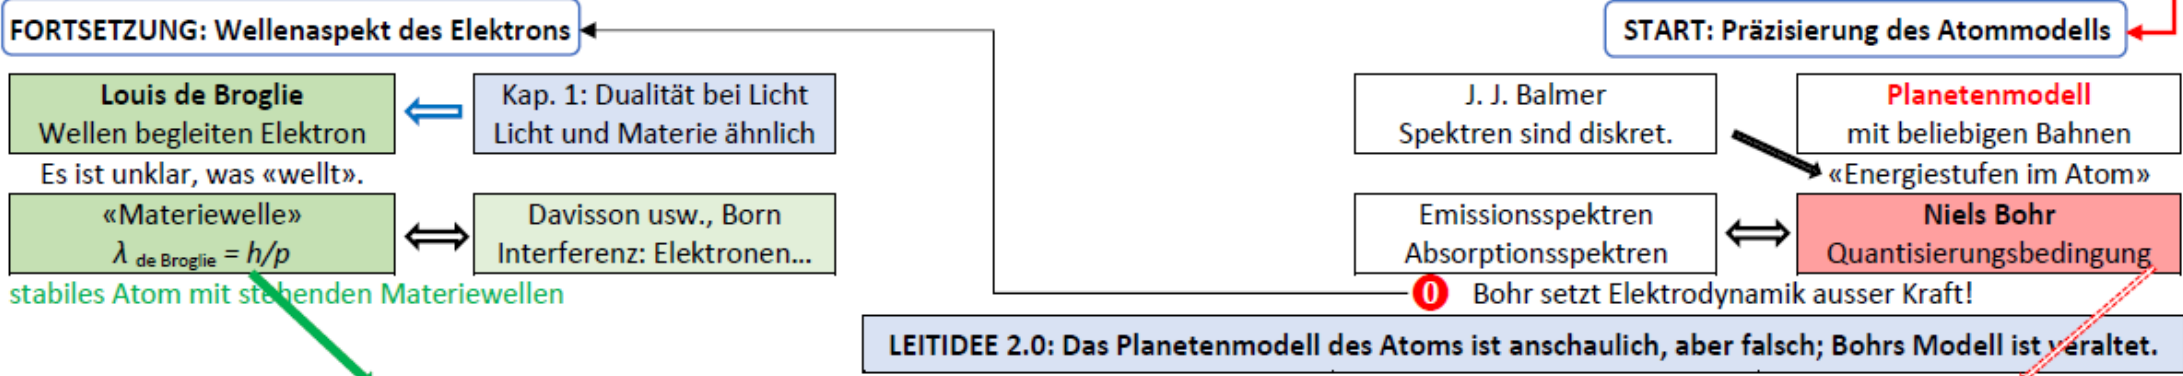 FORTSETZUNG: Wellenaspekt des Elektrons
START: Präzisierung des Atommodells
Louis de Broglie
Wellen begleiten Elektron
Kap. 1: Dualität bei Licht
Licht und Materie ähnlich
J. J. Balmer
Spektren sind diskret.
Planetenmodell
mit beliebigen Bahnen
Es ist unklar, was «wellt».
«Energiestufen im Atom»
«Materiewelle»
λ de Broglie = h/p
Davisson usw., Born
Interferenz: Elektronen...
Emissionsspektren
Absorptionsspektren
Niels Bohr
Quantisierungsbedingung
stabiles Atom mit stehenden Materiewellen
0 Bohr setzt Elektrodynamik ausser Kraft!
LEITIDEE 2.0: Das Planetenmodell des Atoms ist anschaulich, aber falsch; Bohrs Modell ist veraltet.